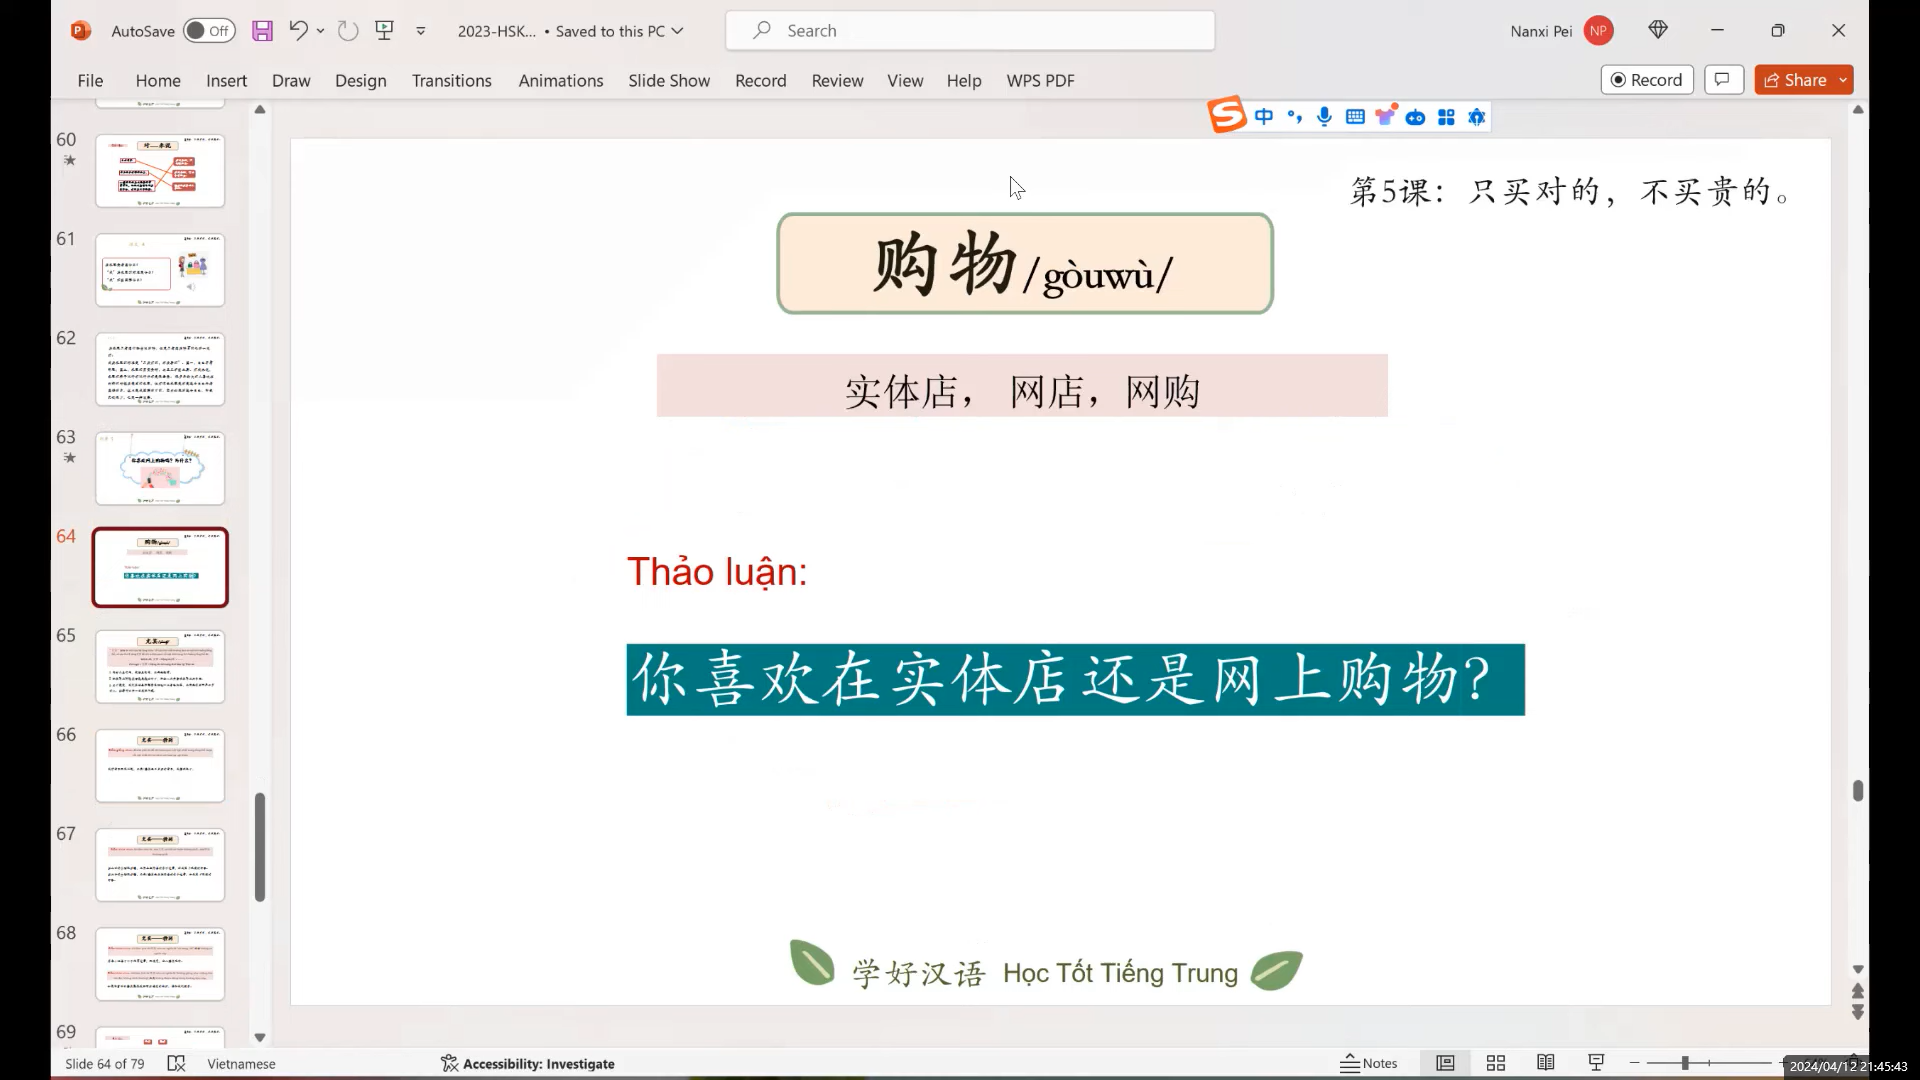 AutoSave Off 2023-HSK... • Saved to this PC Search Nanxi Pei NP
File Home Insert Draw Design Transitions Animations Slide Show Record Review View Help WPS PDF Record Share
中
60
61
62
63
64
65
66
67
68
69
第5课：只买对的，不买贵的。
购物/gòuwù/
实体店， 网店，网购
Thảo luận:
你喜欢在实体店还是网上购物？
学好汉语 Học Tốt Tiếng Trung
Slide 64 of 79 Vietnamese Accessibility: Investigate Notes
2024/04/12 21:45:43